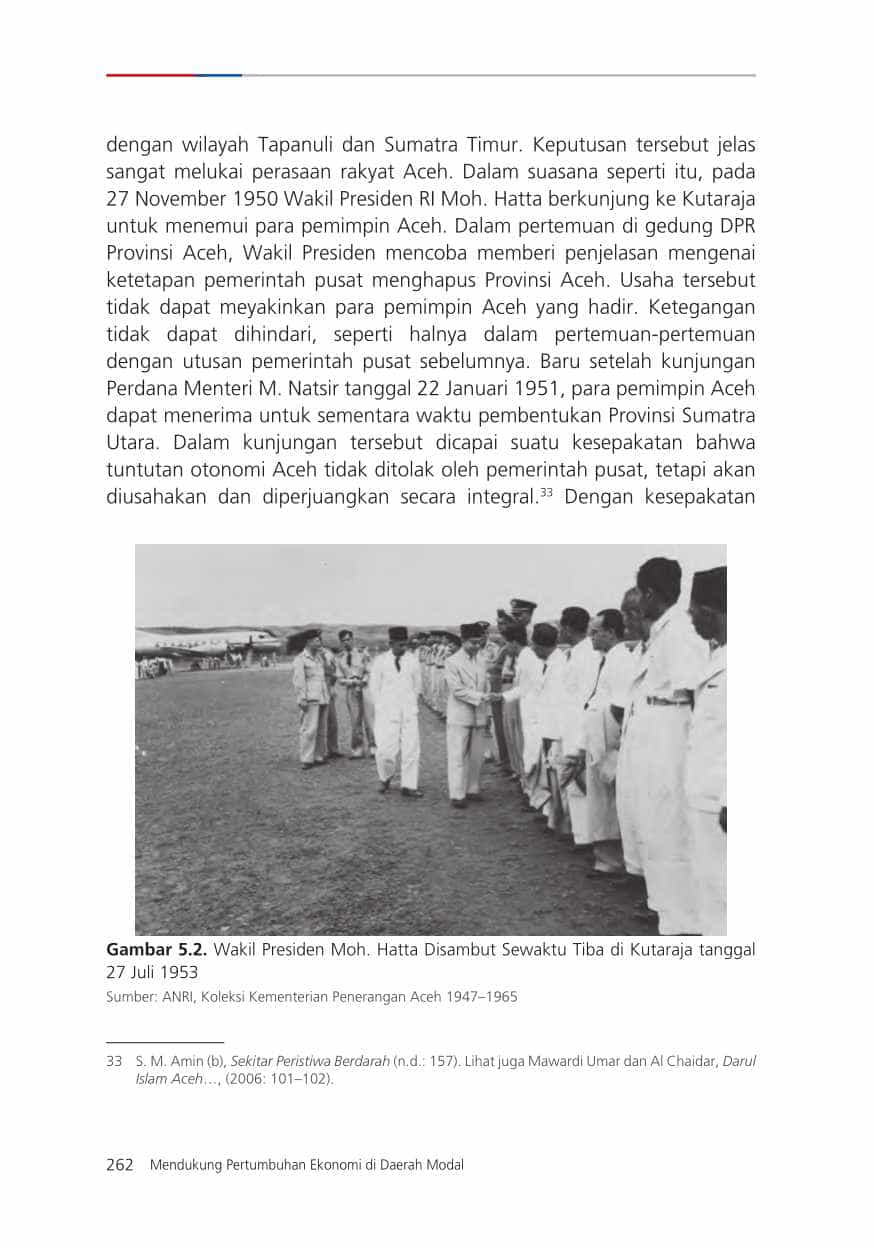 dengan wilayah Tapanuli dan Sumatra Timur. Keputusan tersebut jelas
sangat melukai perasaan rakyat Aceh. Dalam suasana seperti itu, pada
27 November 1950 Wakil Presiden RI Moh. Hatta berkunjung ke Kutaraja
untuk menemui para pemimpin Aceh. Dalam pertemuan di gedung DPR
Provinsi Aceh, Wakil Presiden mencoba memberi penjelasan mengenai
ketetapan pemerintah pusat menghapus Provinsi Aceh. Usaha tersebut
tidak dapat meyakinkan para pemimpin Aceh yang hadir. Ketegangan
tidak dapat dihindari, seperti halnya dalam pertemuan-pertemuan
dengan utusan pemerintah pusat sebelumnya. Baru setelah kunjungan
Perdana Menteri M. Natsir tanggal 22 Januari 1951, para pemimpin Aceh
dapat menerima untuk sementara waktu pembentukan Provinsi Sumatra
Utara. Dalam kunjungan tersebut dicapai suatu kesepakatan bahwa
tuntutan otonomi Aceh tidak ditolak oleh pemerintah pusat, tetapi akan
diusahakan dan diperjuangkan secara integral.³³ Dengan kesepakatan
Gambar 5.2. Wakil Presiden Moh. Hatta Disambut Sewaktu Tiba di Kutaraja tanggal
27 Juli 1953
Sumber: ANRI, Koleksi Kementerian Penerangan Aceh 1947–1965
33 S. M. Amin (b), Sekitar Peristiwa Berdarah (n.d.: 157). Lihat juga Mawardi Umar dan Al Chaidar, Darul
Islam Aceh…, (2006: 101–102).
262 Mendukung Pertumbuhan Ekonomi di Daerah Modal